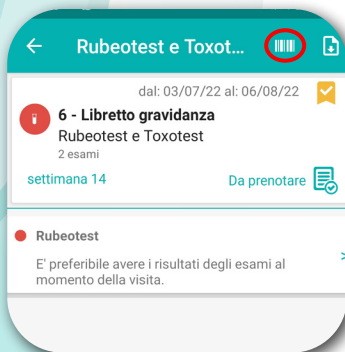 Rubeotest e Toxot...
dal: 03/07/22 al: 06/08/22
6 - Libretto gravidanza
Rubeotest e Toxotest
2 esami
settimana 14
Da prenotare
Rubeotest
E' preferibile avere i risultati degli esami al
momento della visita.